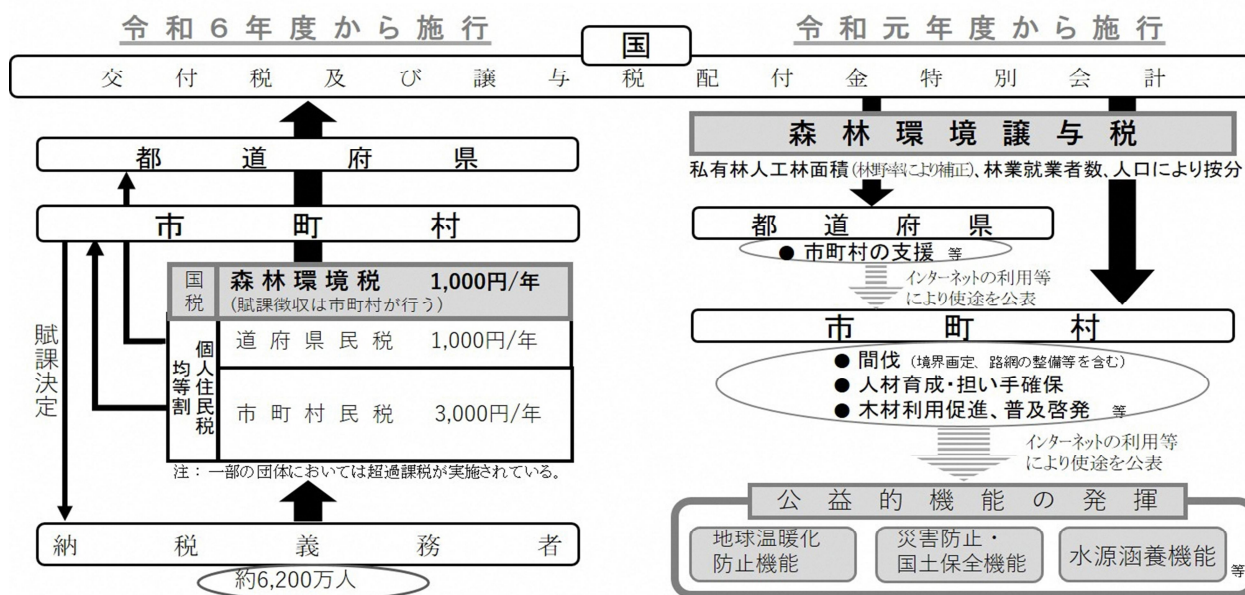 令和６年度から施行
国
令和元年度から施行
交付税及び譲与税配付金特別会計
都道府県
市町村
国税
森林環境税 1,000円/年
(賦課徴収は市町村が行う)
個人住民税
均等割
道府県民税 1,000円/年
市町村民税 3,000円/年
注：一部の団体においては超過課税が実施されている。
賦課決定
納税義務者
約6,200万人
森林環境譲与税
私有林人工林面積(林野率により補正)、林業就業者数、人口により按分
都道府県
● 市町村の支援 等
インターネットの利用等
により使途を公表
市町村
● 間伐（境界画定、路網の整備等を含む）
● 人材育成・担い手確保
● 木材利用促進、普及啓発 等
インターネットの利用等
により使途を公表
公益的機能の発揮
地球温暖化
防止機能
災害防止・
国土保全機能
水源涵養機能
等